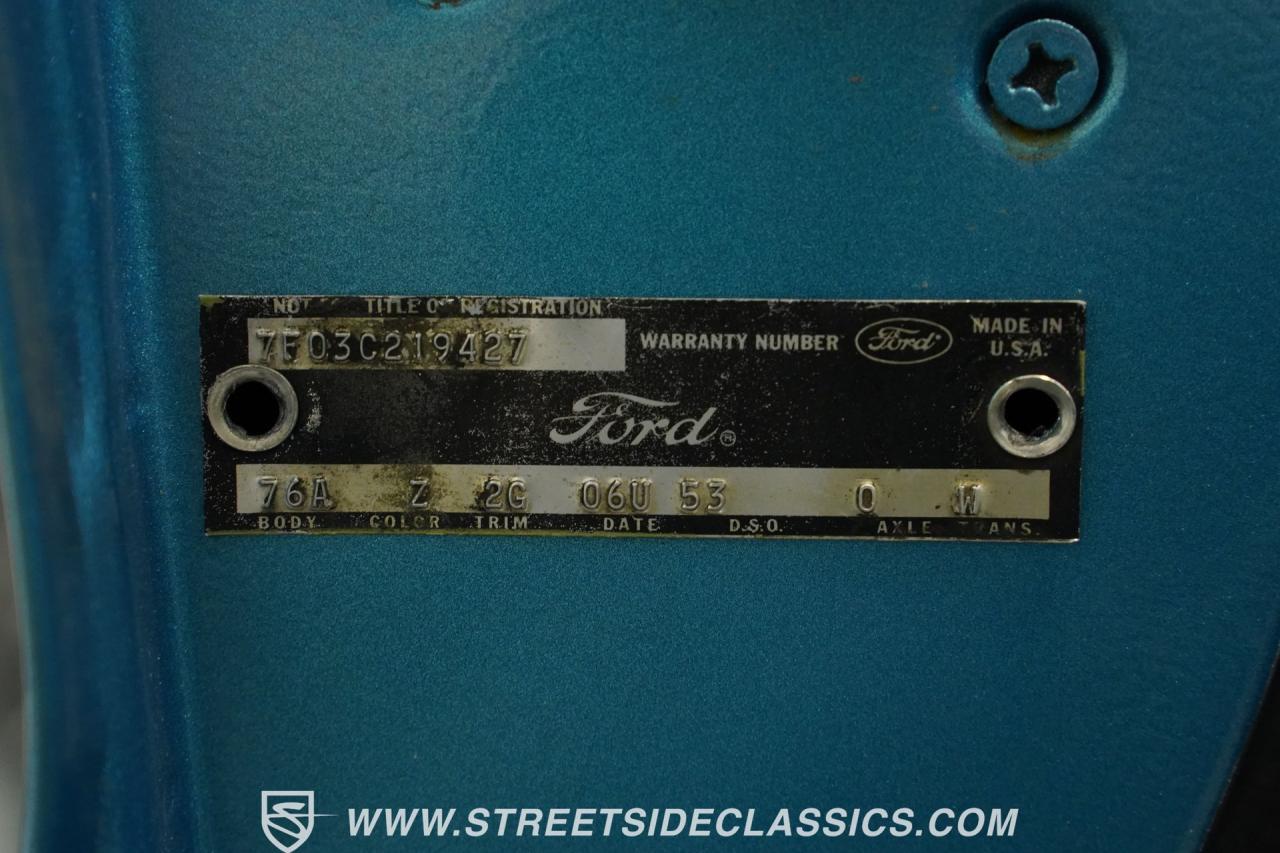 NOT TITLE O REGISTRATION
7F03C219427
WARRANTY NUMBER
Ford
MADE IN
U.S.A.
Ford®
76A Z 2G 06U 53 0 W
BODY COLOR TRIM DATE D.S.O. AXLE TRANS.
WWW.STREETSIDECLASSICS.COM